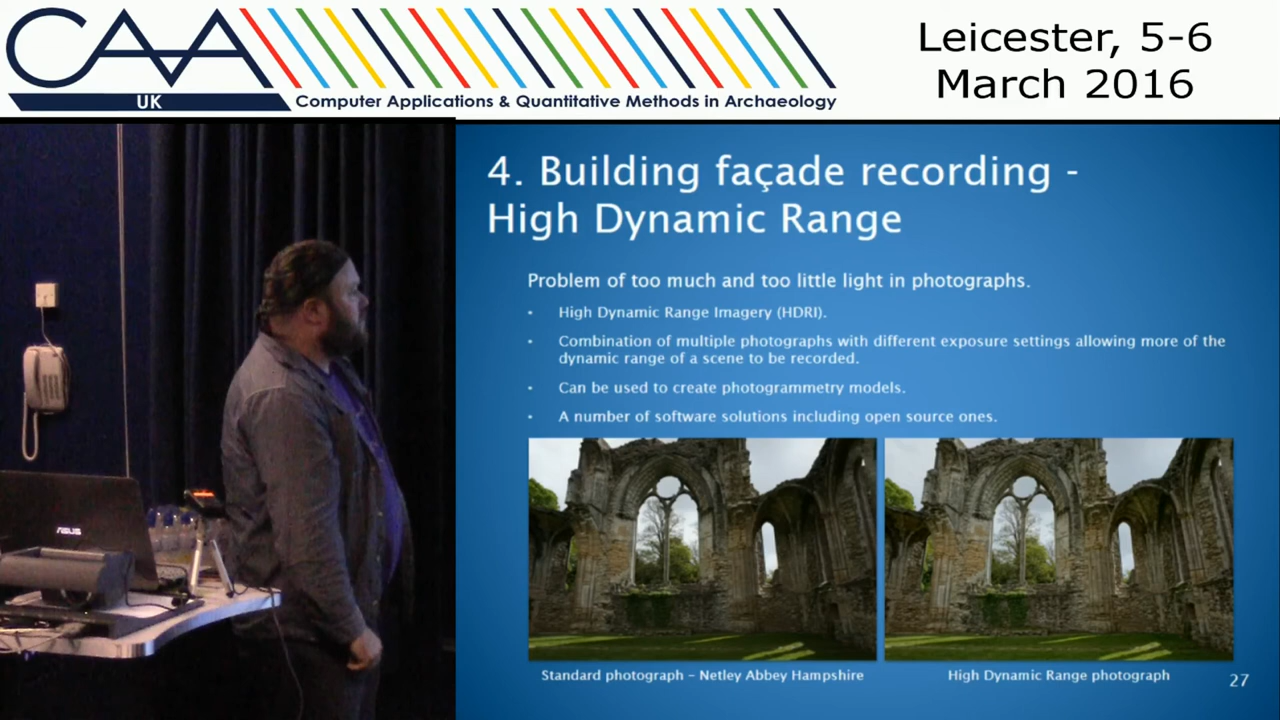 CAA
UK
Computer Applications & Quantitative Methods in Archaeology
Leicester, 5-6
March 2016
4. Building façade recording -
High Dynamic Range
Problem of too much and too little light in photographs.
• High Dynamic Range Imagery (HDRI).
• Combination of multiple photographs with different exposure settings allowing more of the
dynamic range of a scene to be recorded.
• Can be used to create photogrammetry models.
• A number of software solutions including open source ones.
Standard photograph – Netley Abbey Hampshire
High Dynamic Range photograph
27
ASUS